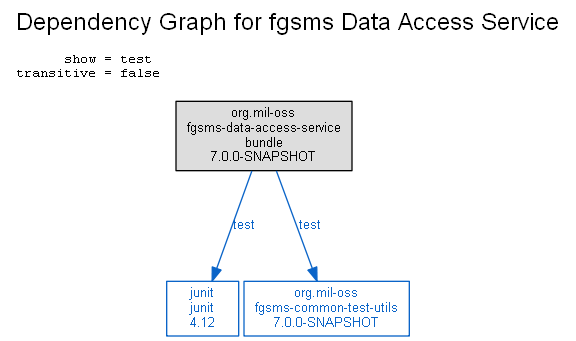 Dependency Graph for fgsms Data Access Service
show = test
transitive = false
org.mil-oss
fgsms-data-access-service
bundle
7.0.0-SNAPSHOT
test
test
junit
junit
4.12
org.mil-oss
fgsms-common-test-utils
7.0.0-SNAPSHOT